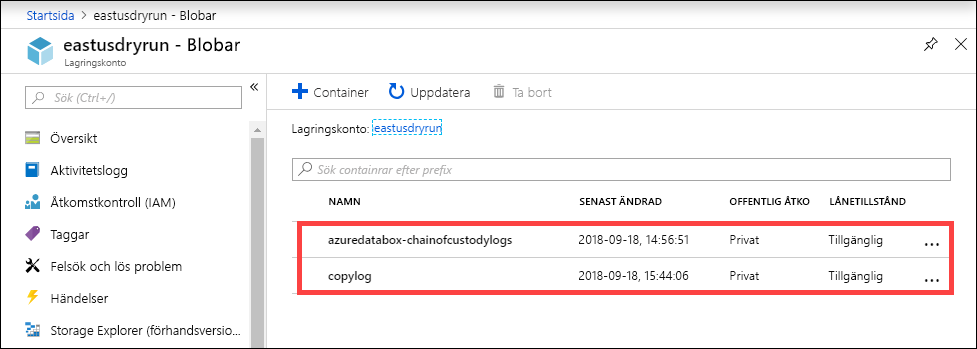 Startsida > eastusdryrun - Blobar
eastusdryrun - Blobar
Lagringskonto
Sök (Ctrl+/)
«
Översikt
Aktivitetslogg
Åtkomstkontroll (IAM)
Taggar
Felsök och lös problem
Händelser
Storage Explorer (förhandsversio...
Container Uppdatera Ta bort
Lagringskonto: eastusdryrun
Sök containrar efter prefix
NAMN SENAST ÄNDRAD OFFENTLIG ÅTKO LÅNETILLSTÅND
azuredatabox-chainofcustodylogs 2018-09-18, 14:56:51 Privat Tillgänglig ...
copylog 2018-09-18, 15:44:06 Privat Tillgänglig ...